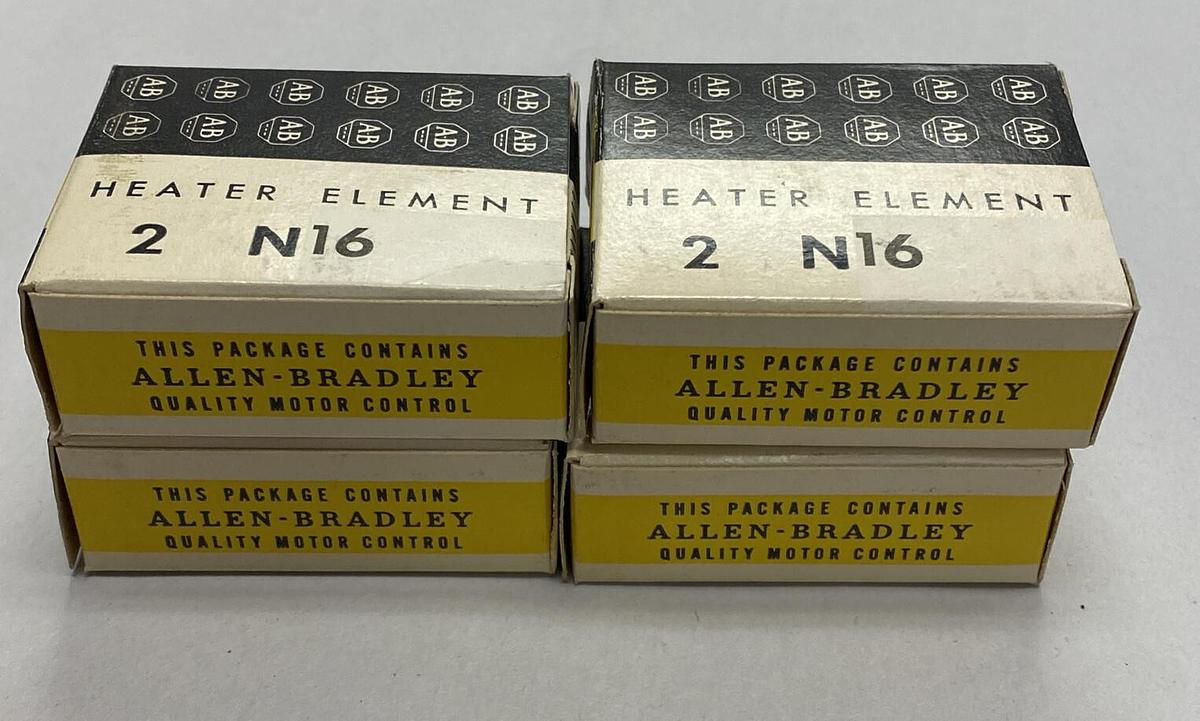 AB AB AB AB AB AB
AB AB AB AB AB AB
HEATER ELEMENT
2 N16
THIS PACKAGE CONTAINS
ALLEN-BRADLEY
QUALITY MOTOR CONTROL
AB AB AB AB AB AB
AB AB AB AB AB AB
HEATER ELEMENT
2 N16
THIS PACKAGE CONTAINS
ALLEN-BRADLEY
QUALITY MOTOR CONTROL
THIS PACKAGE CONTAINS
ALLEN-BRADLEY
QUALITY MOTOR CONTROL
THIS PACKAGE CONTAINS
ALLEN-BRADLEY
QUALITY MOTOR CONTROL